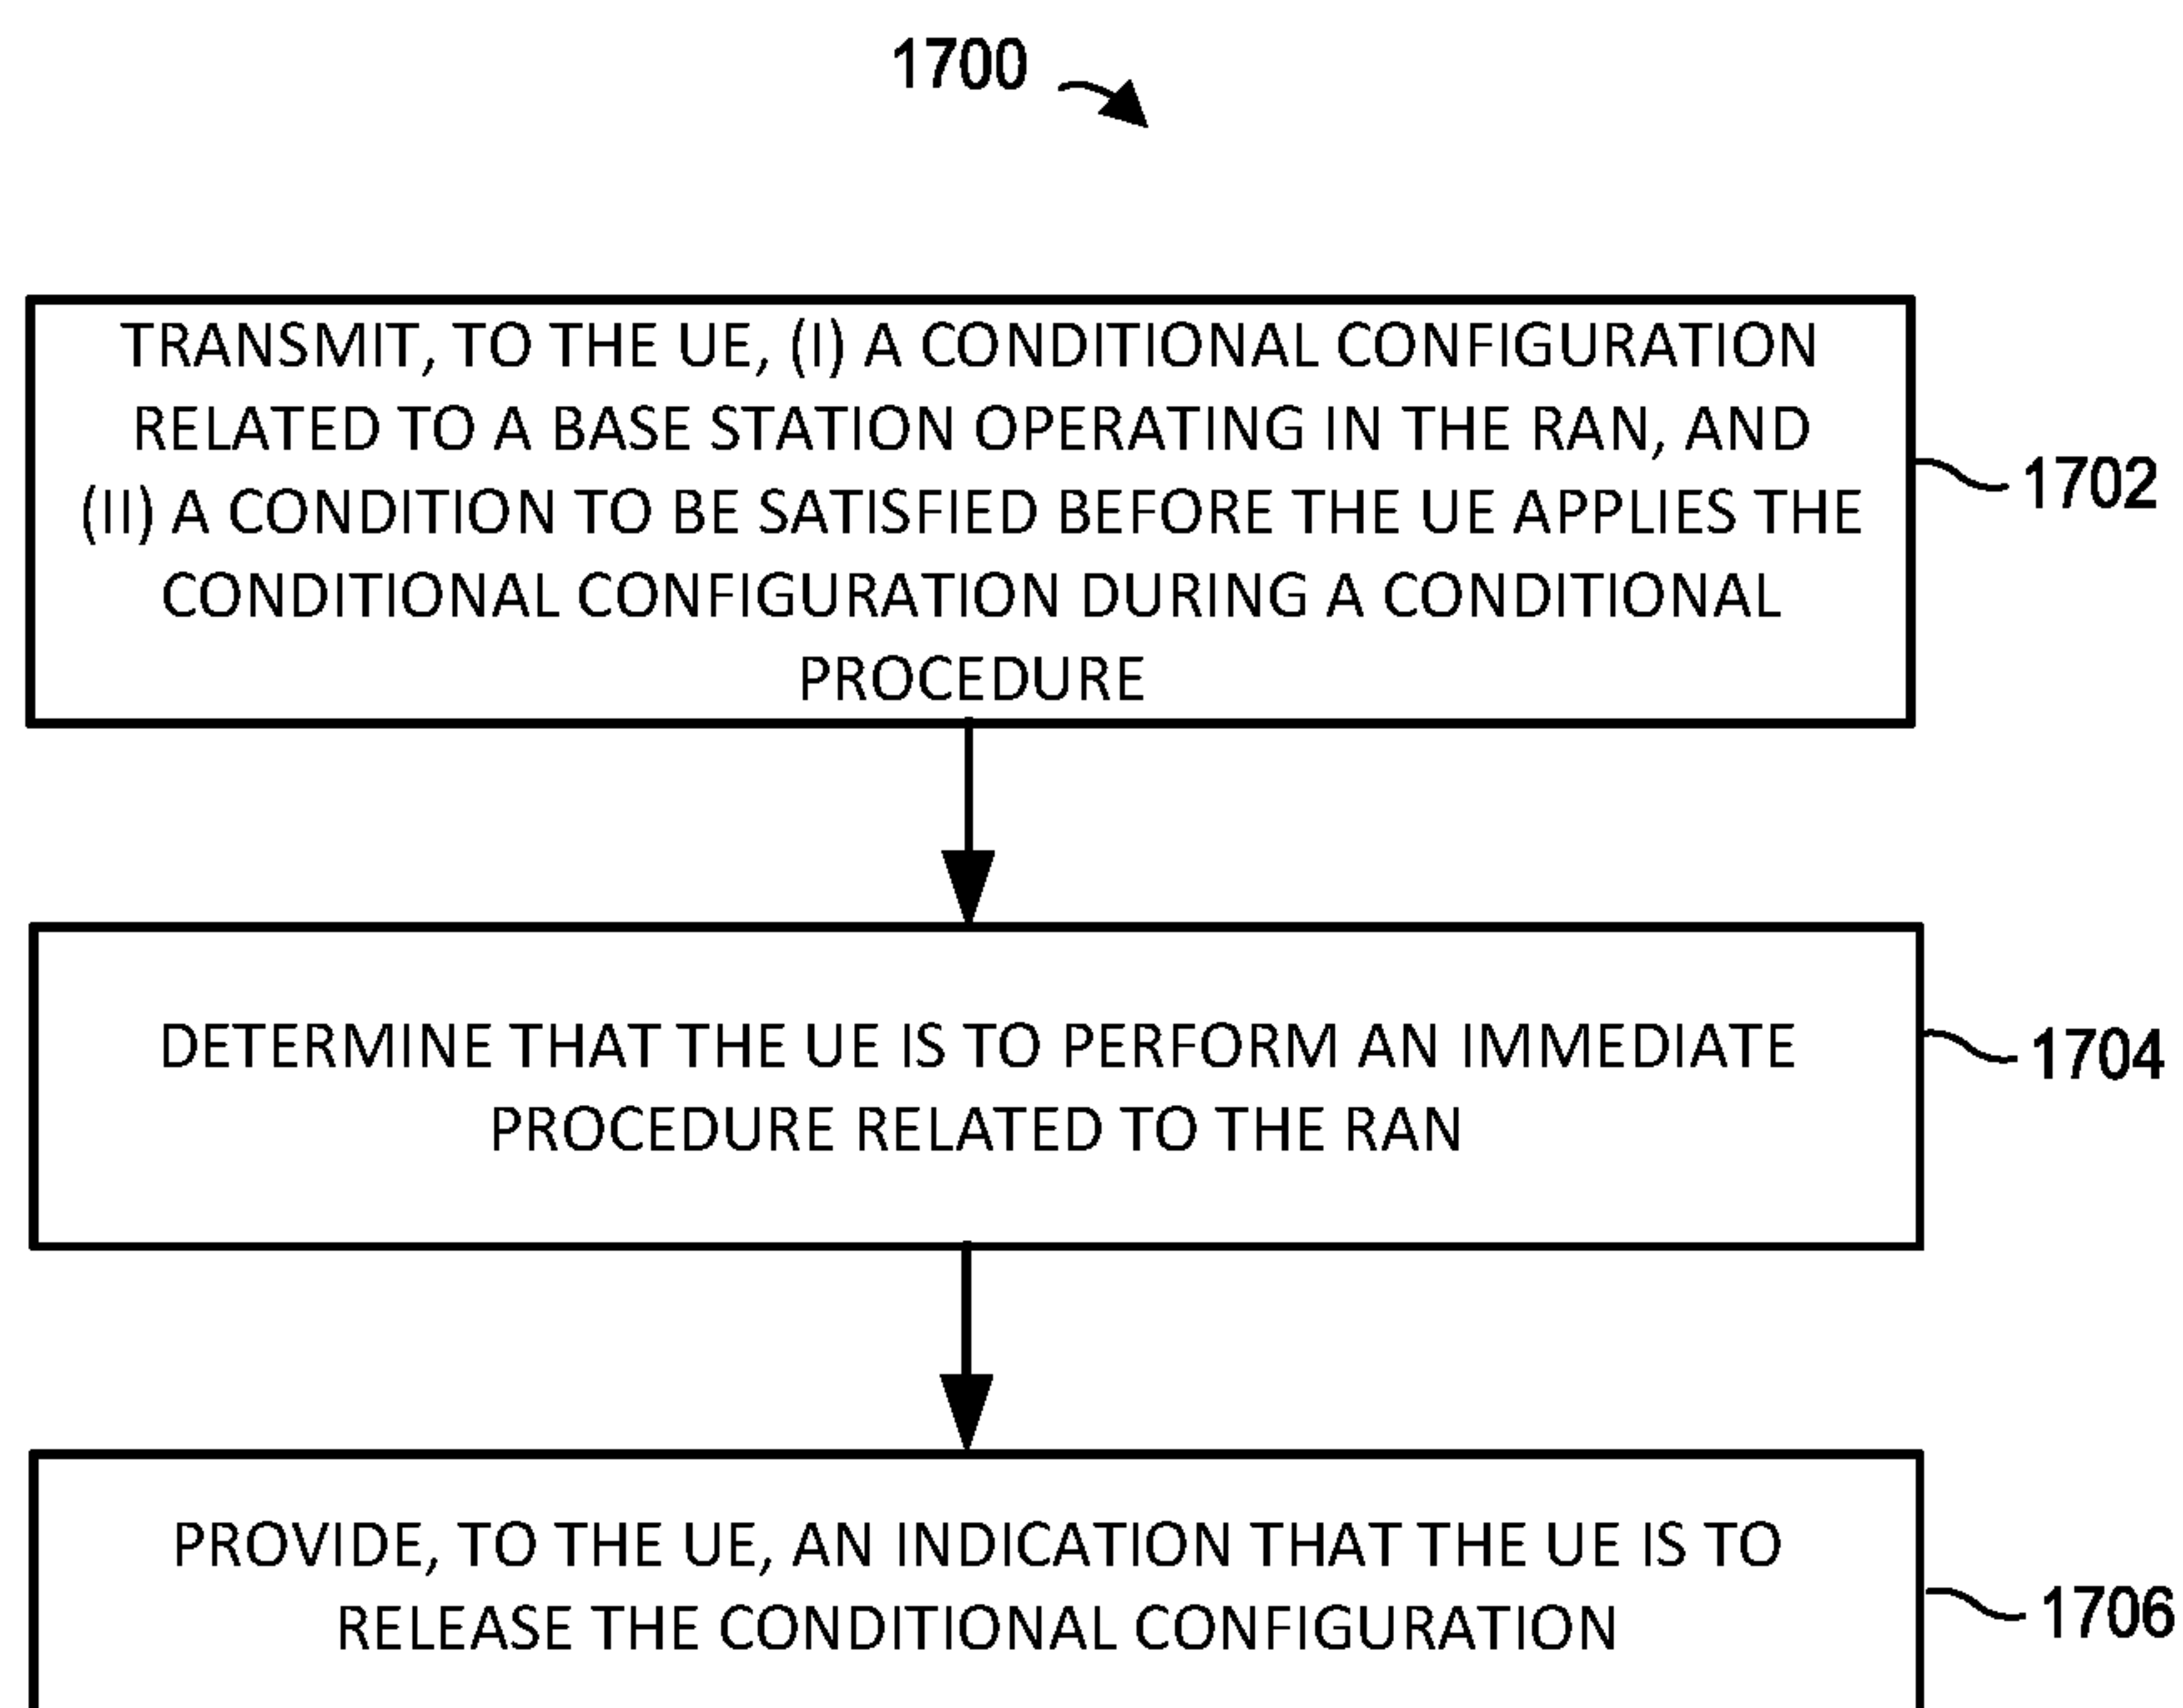 1700
TRANSMIT, TO THE UE, (I) A CONDITIONAL CONFIGURATION
RELATED TO A BASE STATION OPERATING IN THE RAN, AND
(II) A CONDITION TO BE SATISFIED BEFORE THE UE APPLIES THE
CONDITIONAL CONFIGURATION DURING A CONDITIONAL
PROCEDURE
1702
DETERMINE THAT THE UE IS TO PERFORM AN IMMEDIATE
PROCEDURE RELATED TO THE RAN
1704
PROVIDE, TO THE UE, AN INDICATION THAT THE UE IS TO
RELEASE THE CONDITIONAL CONFIGURATION
1706